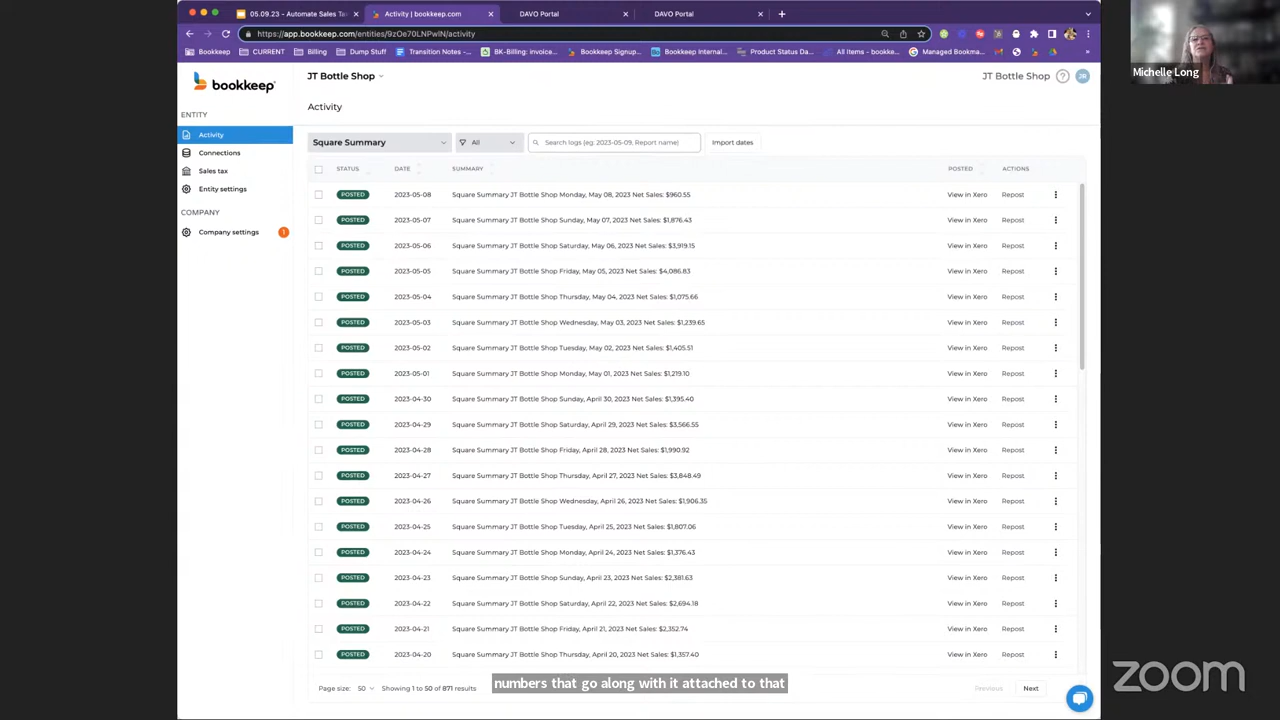 05.09.23 - Automate Sales Tax
Activity | bookkeep.com
DAVO Portal
DAVO Portal
https://app.bookkeep.com/entities/9zOe70LNPwlN/activity
Bookkeep
CURRENT
Billing
Dump Stuff
Transition Notes -...
BK-Billing: invoice...
Bookkeep Signup...
Bookkeep Internal...
Product Status Da...
All Items - bookke...
Managed Bookma...
Michelle Long
bookkeep
JT Bottle Shop
JT Bottle Shop
JR
ENTITY
Activity
Connections
Sales tax
Entity settings
COMPANY
Company settings
1
Activity
Square Summary
All
Search logs (eg. 2023-05-09, Report name)
Import dates
STATUS DATE SUMMARY POSTED ACTIONS
POSTED 2023-05-08 Square Summary JT Bottle Shop Monday, May 08, 2023 Net Sales: $960.55 View in Xero Repost
POSTED 2023-05-07 Square Summary JT Bottle Shop Sunday, May 07, 2023 Net Sales: $1,876.43 View in Xero Repost
POSTED 2023-05-06 Square Summary JT Bottle Shop Saturday, May 06, 2023 Net Sales: $3,919.15 View in Xero Repost
POSTED 2023-05-05 Square Summary JT Bottle Shop Friday, May 05, 2023 Net Sales: $4,086.83 View in Xero Repost
POSTED 2023-05-04 Square Summary JT Bottle Shop Thursday, May 04, 2023 Net Sales: $1,075.66 View in Xero Repost
POSTED 2023-05-03 Square Summary JT Bottle Shop Wednesday, May 03, 2023 Net Sales: $1,239.65 View in Xero Repost
POSTED 2023-05-02 Square Summary JT Bottle Shop Tuesday, May 02, 2023 Net Sales: $1,405.51 View in Xero Repost
POSTED 2023-05-01 Square Summary JT Bottle Shop Monday, May 01, 2023 Net Sales: $1,219.10 View in Xero Repost
POSTED 2023-04-30 Square Summary JT Bottle Shop Sunday, April 30, 2023 Net Sales: $1,395.40 View in Xero Repost
POSTED 2023-04-29 Square Summary JT Bottle Shop Saturday, April 29, 2023 Net Sales: $3,566.55 View in Xero Repost
POSTED 2023-04-28 Square Summary JT Bottle Shop Friday, April 28, 2023 Net Sales: $1,990.92 View in Xero Repost
POSTED 2023-04-27 Square Summary JT Bottle Shop Thursday, April 27, 2023 Net Sales: $3,848.49 View in Xero Repost
POSTED 2023-04-26 Square Summary JT Bottle Shop Wednesday, April 26, 2023 Net Sales: $1,906.35 View in Xero Repost
POSTED 2023-04-25 Square Summary JT Bottle Shop Tuesday, April 25, 2023 Net Sales: $1,807.06 View in Xero Repost
POSTED 2023-04-24 Square Summary JT Bottle Shop Monday, April 24, 2023 Net Sales: $1,376.43 View in Xero Repost
POSTED 2023-04-23 Square Summary JT Bottle Shop Sunday, April 23, 2023 Net Sales: $2,381.63 View in Xero Repost
POSTED 2023-04-22 Square Summary JT Bottle Shop Saturday, April 22, 2023 Net Sales: $2,694.18 View in Xero Repost
POSTED 2023-04-21 Square Summary JT Bottle Shop Friday, April 21, 2023 Net Sales: $2,352.74 View in Xero Repost
POSTED 2023-04-20 Square Summary JT Bottle Shop Thursday, April 20, 2023 Net Sales: $1,357.40 View in Xero Repost
Page size: 50 Showing 1 to 50 of 871 results
numbers that go along with it attached to that
Previous Next
zoom